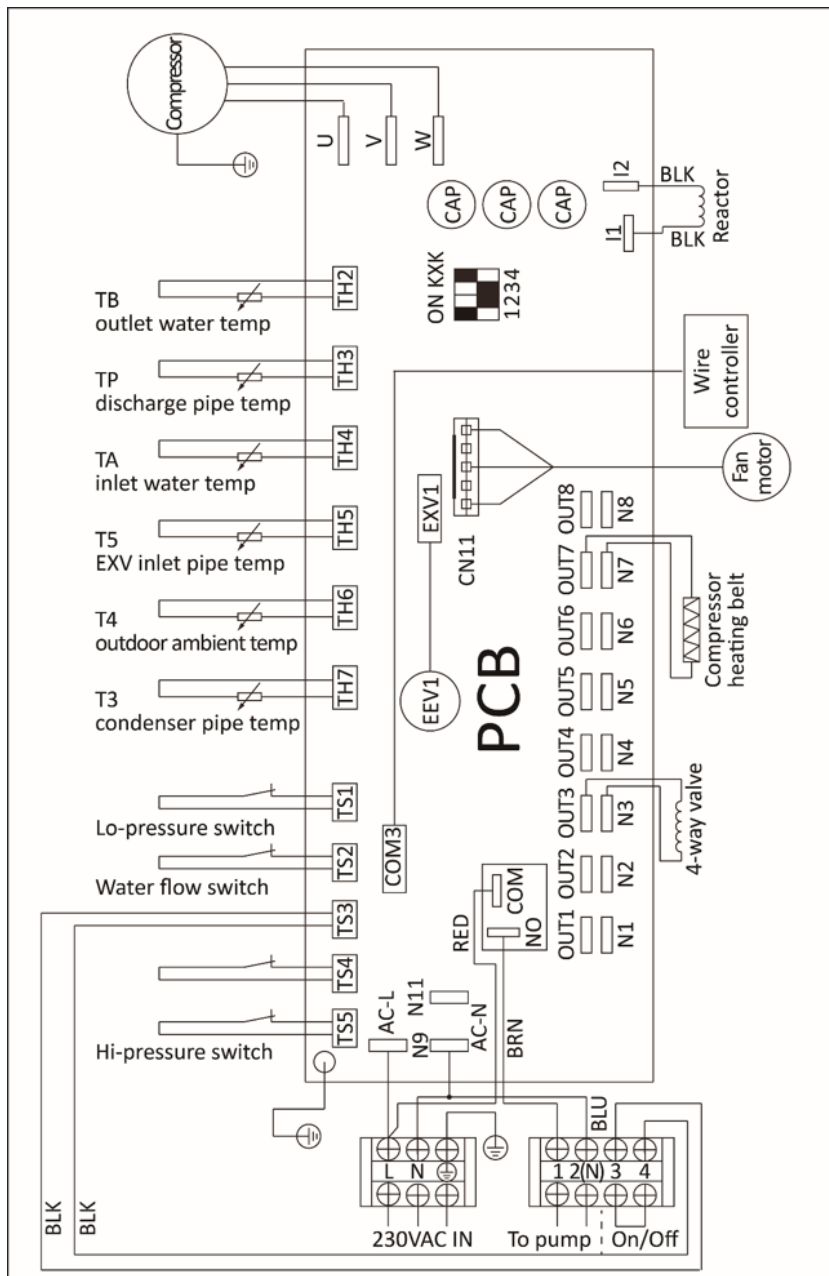 Compressor
U
V
W
CAP
CAP
CAP
I2
BLK
I1
BLK
Reactor
ON KXK
1234
TH2
TB
outlet water temp
TH3
TP
discharge pipe temp
TH4
TA
inlet water temp
TH5
T5
EXV inlet pipe temp
TH6
T4
outdoor ambient temp
TH7
T3
condenser pipe temp
Wire
controller
Fan
motor
EXV1
CN11
EEV1
PCB
OUT8
N8
OUT7
N7
OUT6
N6
OUT5
N5
OUT4
N4
OUT3
N3
OUT2
N2
OUT1
N1
Compressor
heating belt
4-way valve
TS1
Lo-pressure switch
TS2
Water flow switch
TS3
TS4
TS5
Hi-pressure switch
COM3
COM
NO
RED
BRN
AC-L
N11
N9
AC-N
BLU
L N
1 2(N) 3 4
230VAC IN
To pump
On/Off
BLK
BLK